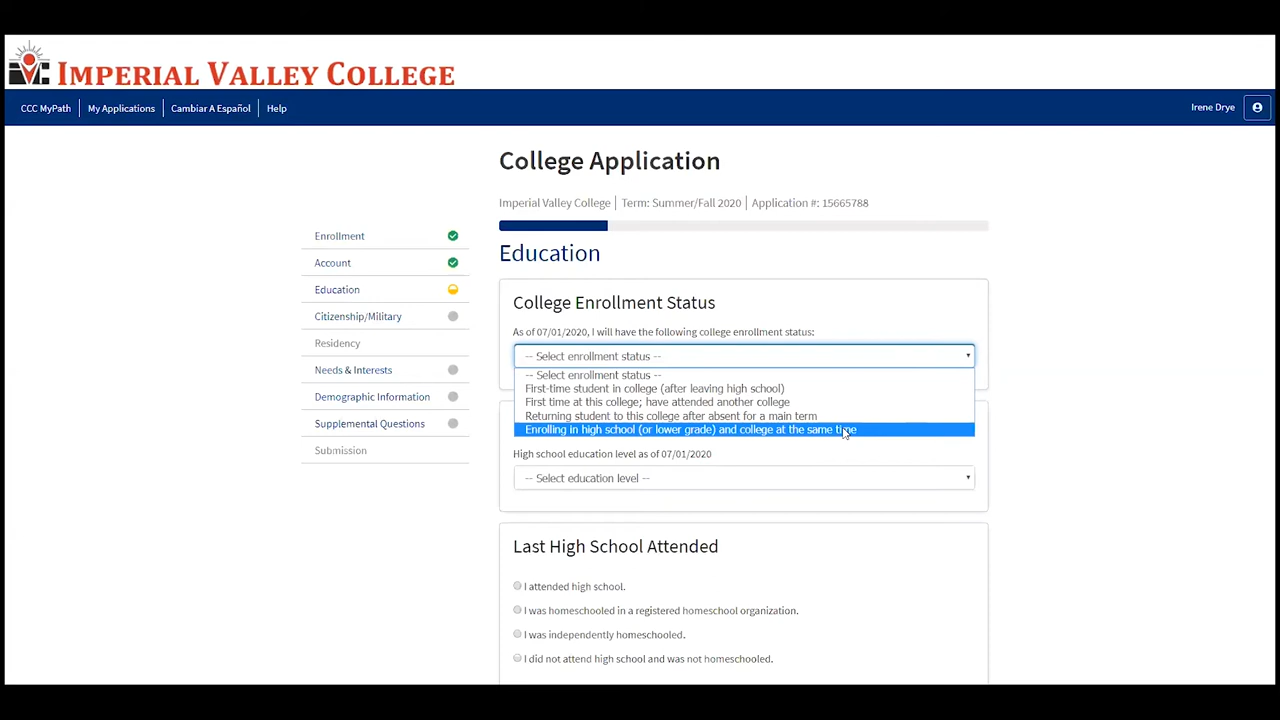 IMPERIAL VALLEY COLLEGE
CCC MyPath
My Applications
Cambiar A Español
Help
Irene Drye
College Application
Imperial Valley College
Term: Summer/Fall 2020
Application #: 15665788
Enrollment
Account
Education
Citizenship/Military
Residency
Needs & Interests
Demographic Information
Supplemental Questions
Submission
Education
College Enrollment Status
As of 07/01/2020, I will have the following college enrollment status:
-- Select enrollment status --
-- Select enrollment status --
First-time student in college (after leaving high school)
First time at this college; have attended another college
Returning student to this college after absent for a main term
Enrolling in high school (or lower grade) and college at the same time
High school education level as of 07/01/2020
-- Select education level --
Last High School Attended
I attended high school.
I was homeschooled in a registered homeschool organization.
I was independently homeschooled.
I did not attend high school and was not homeschooled.